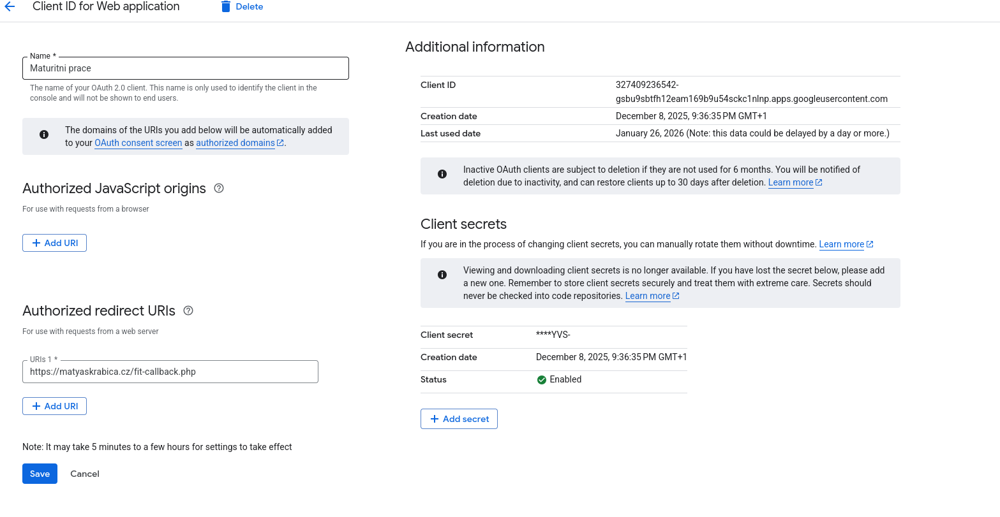 Client ID for Web application
Delete
Name *
Maturitni prace
The name of your OAuth 2.0 client. This name is only used to identify the client in the
console and will not be shown to end users.
The domains of the URIs you add below will be automatically added
to your OAuth consent screen as authorized domains.
Authorized JavaScript origins
For use with requests from a browser
Add URI
Authorized redirect URIs
For use with requests from a web server
URIs 1 *
https://matyaskrabica.cz/fit-callback.php
Add URI
Note: It may take 5 minutes to a few hours for settings to take effect
Save
Cancel
Additional information
Client ID
327409236542-
gsbu9sbtfh12eam169b9u54sckc1nlnp.apps.googleusercontent.com
Creation date
December 8, 2025, 9:36:35 PM GMT+1
Last used date
January 26, 2026 (Note: this data could be delayed by a day or more.)
Inactive OAuth clients are subject to deletion if they are not used for 6 months. You will be notified of
deletion due to inactivity, and can restore clients up to 30 days after deletion. Learn more
Client secrets
If you are in the process of changing client secrets, you can manually rotate them without downtime. Learn more
Viewing and downloading client secrets is no longer available. If you have lost the secret below, please add
a new one. Remember to store client secrets securely and treat them with extreme care. Secrets should
never be checked into code repositories. Learn more
Client secret
****YVS-
Creation date
December 8, 2025, 9:36:35 PM GMT+1
Status
Enabled
Add secret